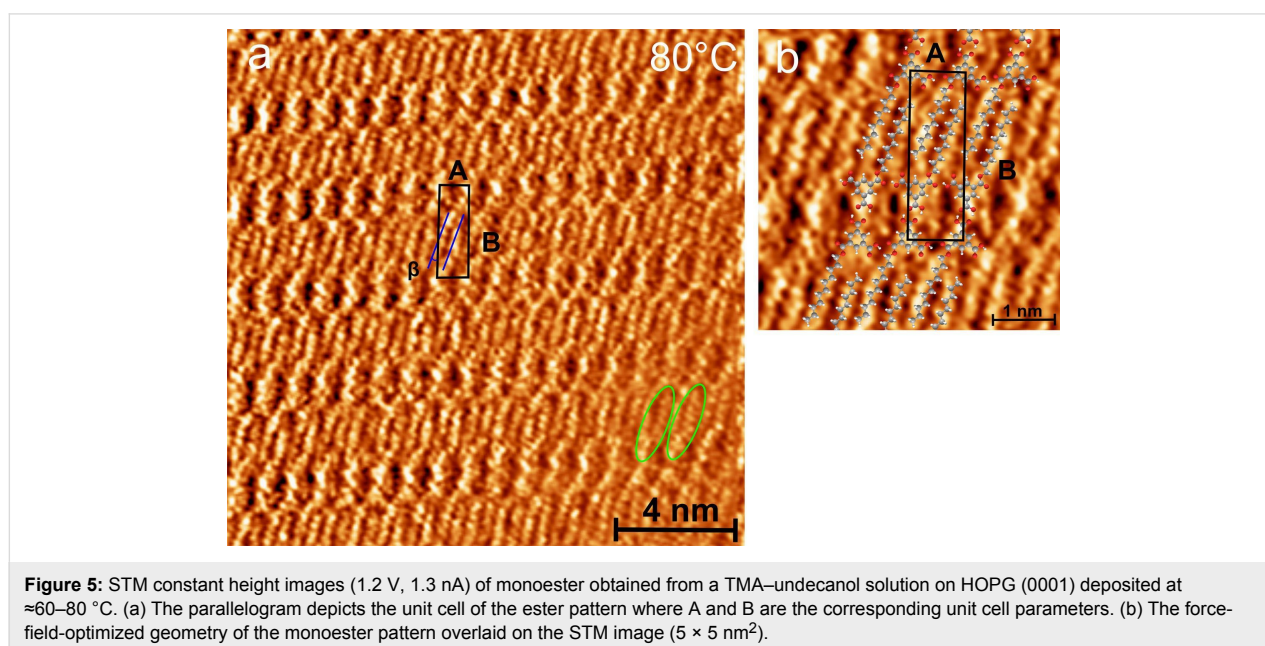 a
80°C
A
B
β
4 nm
b
A
B
1 nm
Figure 5: STM constant height images (1.2 V, 1.3 nA) of monoester obtained from a TMA–undecanol solution on HOPG (0001) deposited at
≈60–80 °C. (a) The parallelogram depicts the unit cell of the ester pattern where A and B are the corresponding unit cell parameters. (b) The force-
field-optimized geometry of the monoester pattern overlaid on the STM image (5 × 5 nm²).